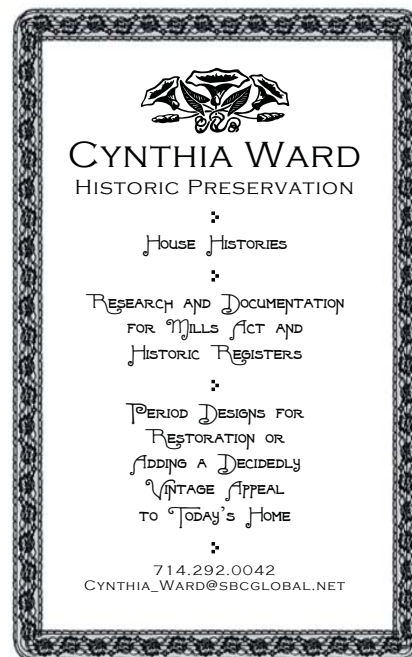 Cynthia Ward
Historic Preservation
House Histories
Research and Documentation
for Mills Act and
Historic Registers
Period Designs for
Restoration or
Adding a Decidedly
Vintage Appeal
to Today's Home
714.292.0042
Cynthia_Ward@sbcglobal.net